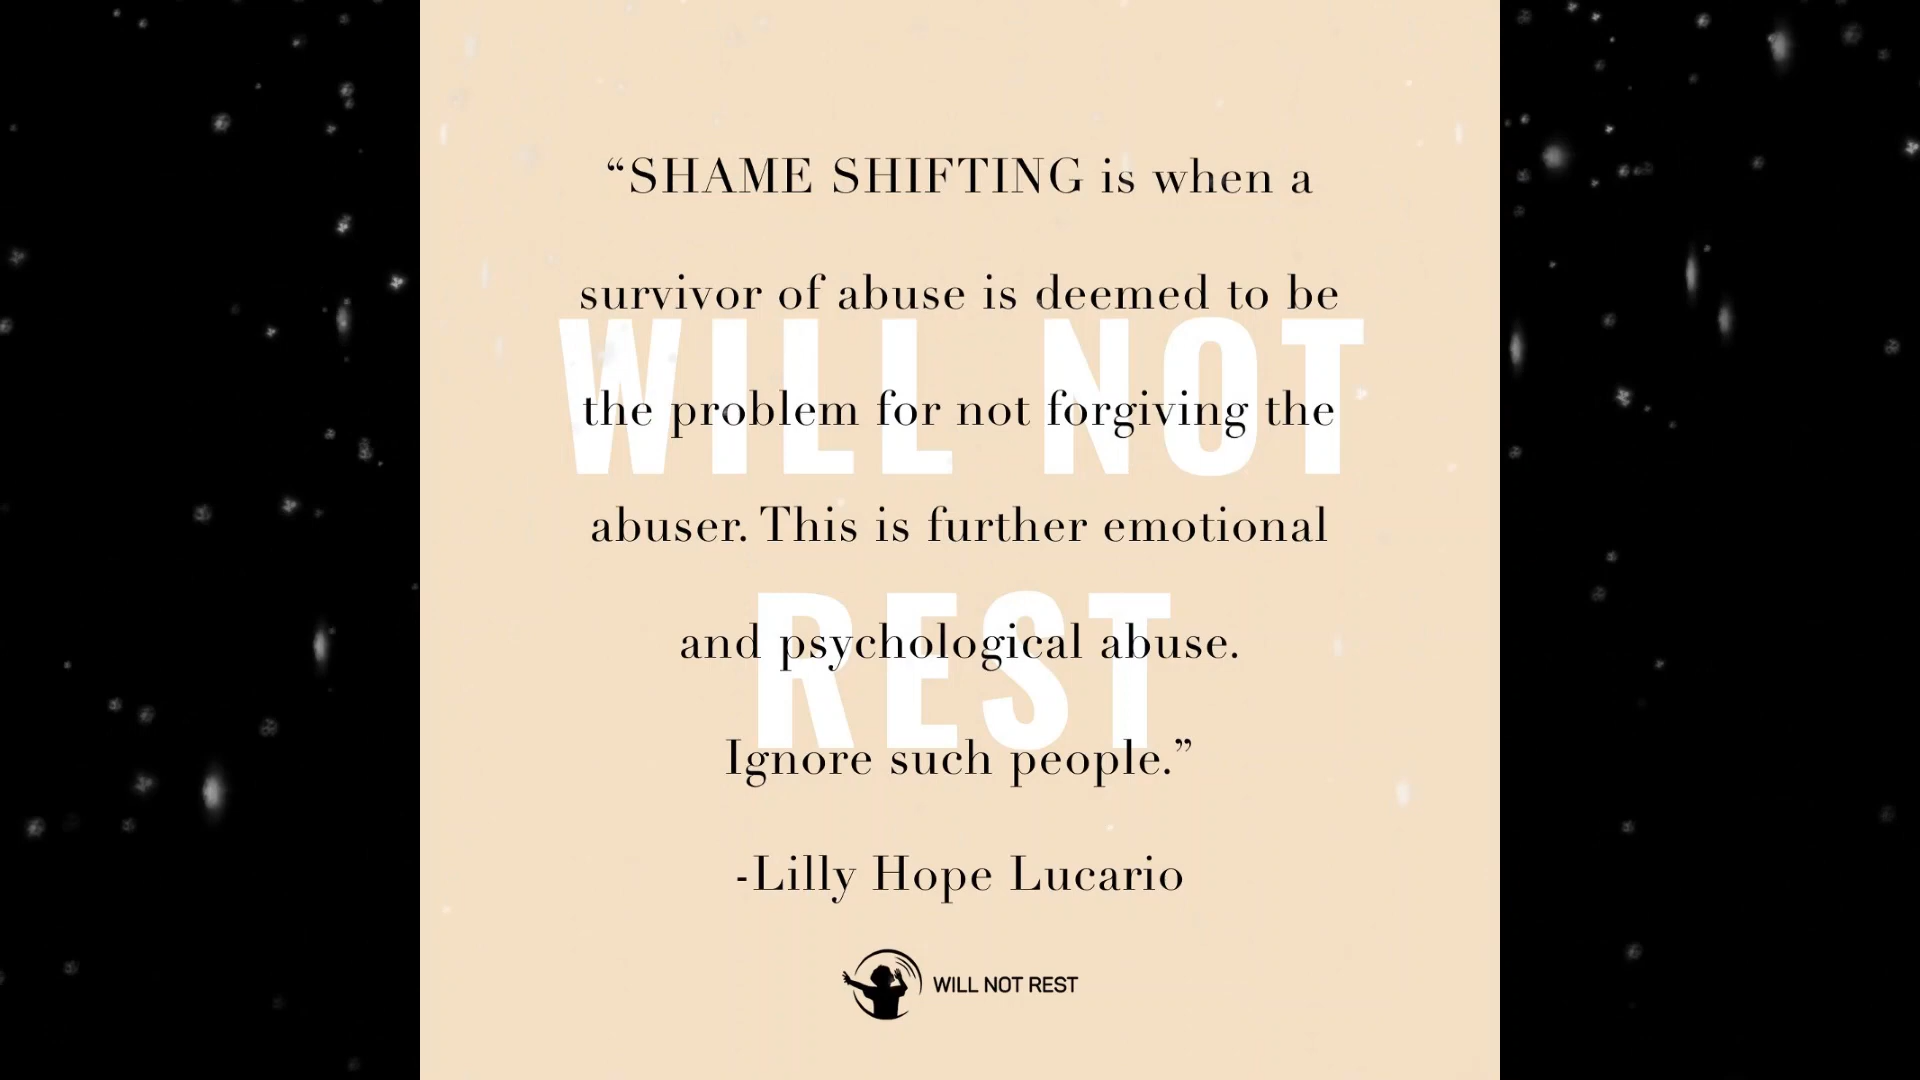 “SHAME SHIFTING is when a
survivor of abuse is deemed to be
WILL NOT
the problem for not forgiving the
abuser. This is further emotional
REST
and psychological abuse.
Ignore such people.”
-Lilly Hope Lucario
WILL NOT REST